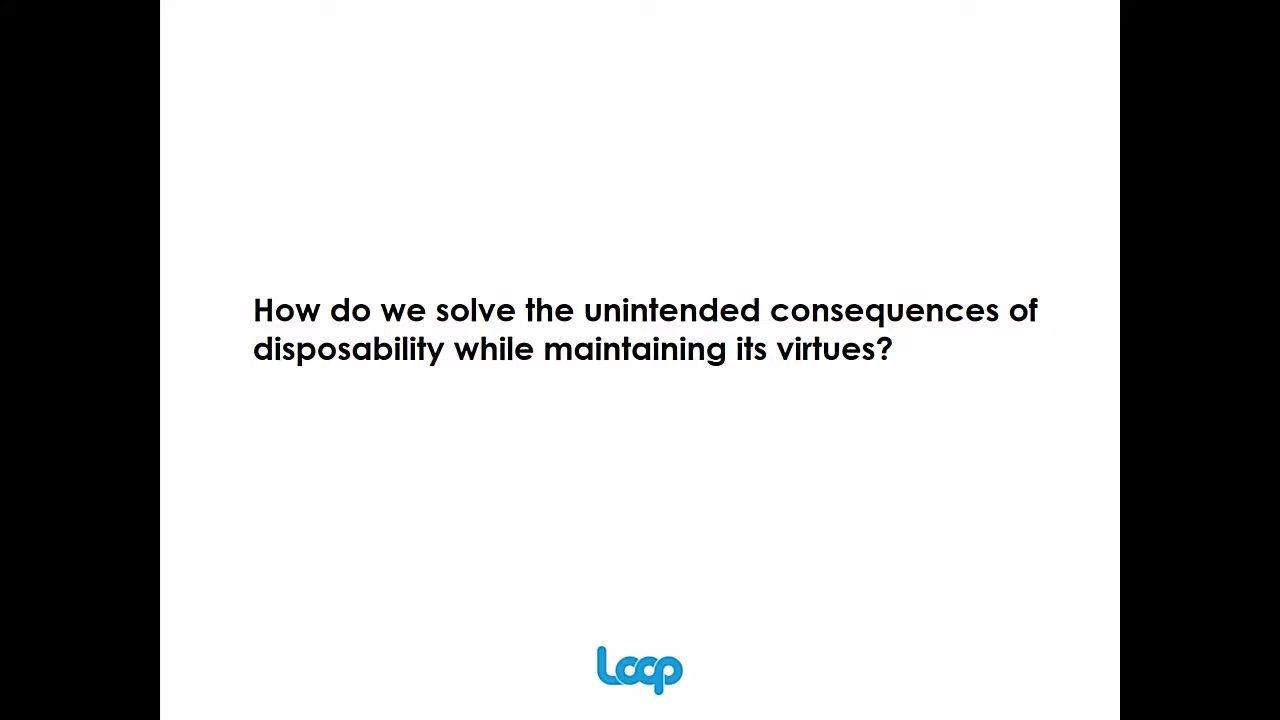 How do we solve the unintended consequences of
disposability while maintaining its virtues?
Loop